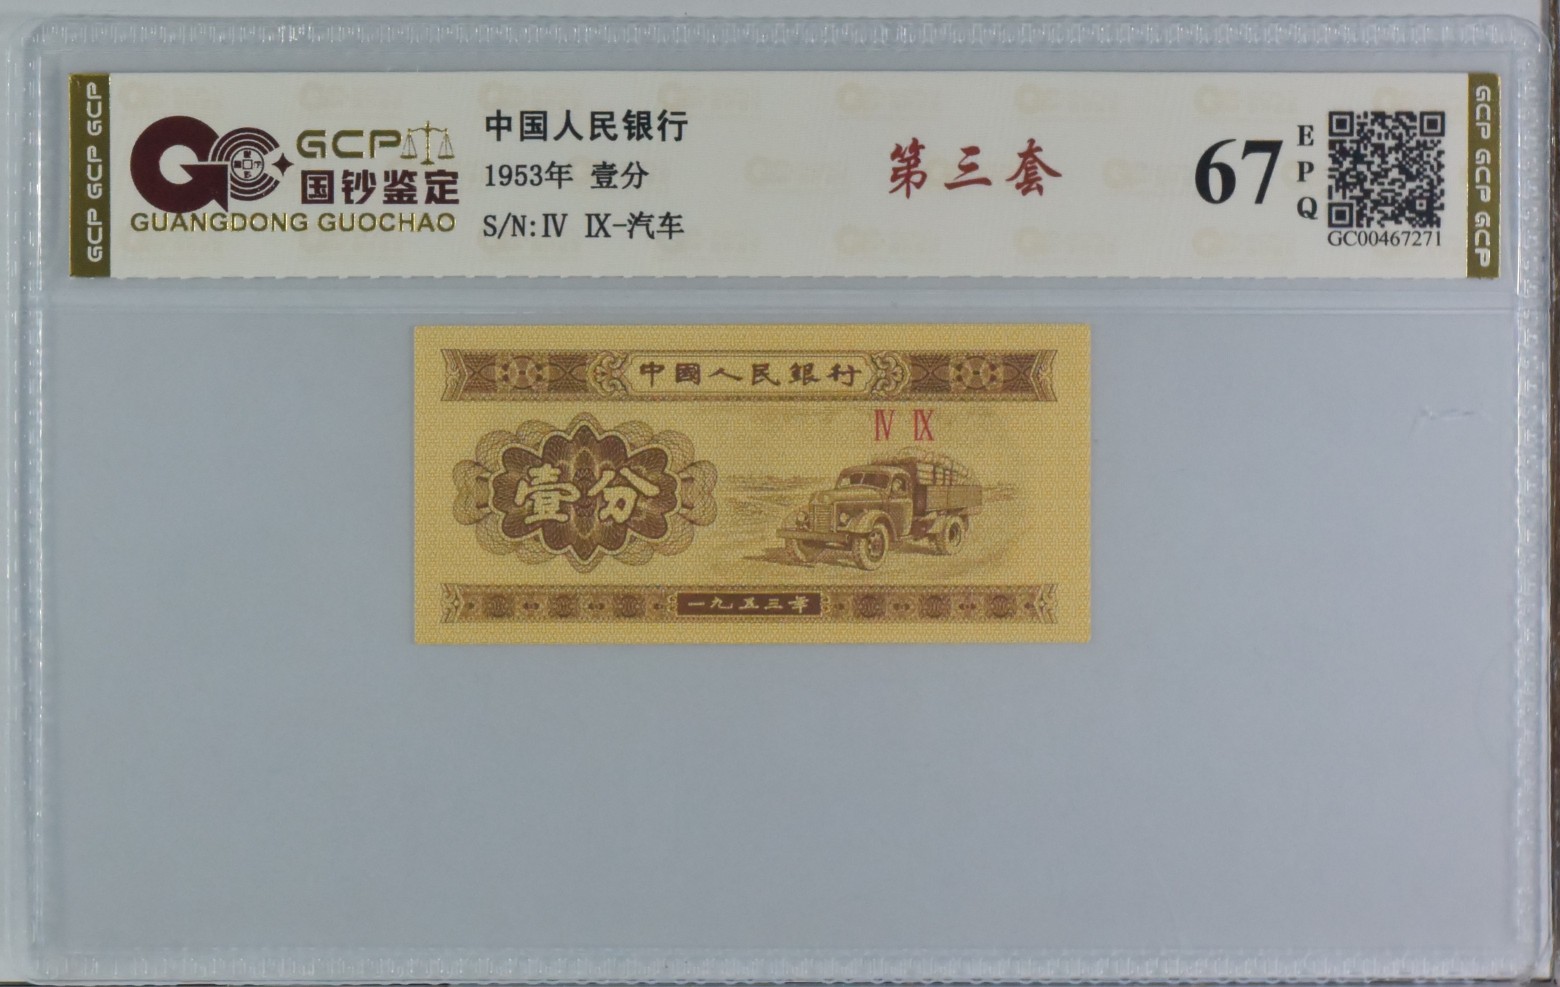 GCP GCP GCP
GCP
国钞鉴定
GUANGDONG GUOCHAO
中国人民银行
1953年 壹分
S/N:IV IX-汽车
第三套
67
EPQ
GC00467271
GCP GCP GCP
中國人民銀行
IV IX
壹分
一九五三年